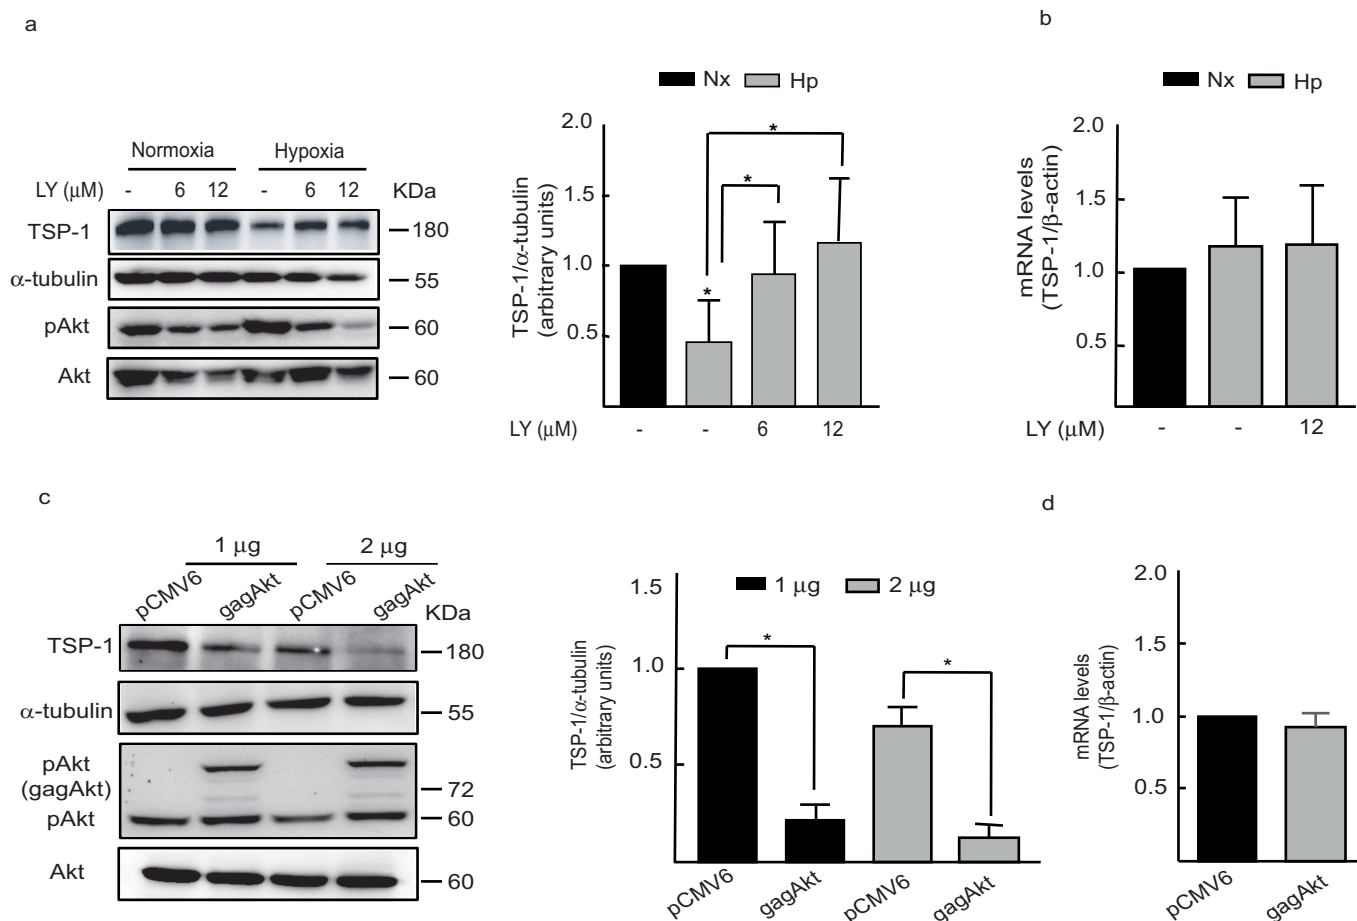 a
Normoxia Hypoxia
LY (μM) - 6 12 - 6 12 KDa
TSP-1 180
α-tubulin 55
pAkt 60
Akt 60
Nx Hp
TSP-1/α-tubulin
(arbitrary units)
2.0
1.5
1.0
0.5
* * *
LY (μM) - - 6 12
b
Nx Hp
mRNA levels
(TSP-1/β-actin)
2.0
1.5
1.0
0.5
LY (μM) - - 12
c
1 μg 2 μg
pCMV6 gagAkt pCMV6 gagAkt KDa
TSP-1 180
α-tubulin 55
pAkt
(gagAkt) 72
pAkt 60
Akt 60
1 μg 2 μg
TSP-1/α-tubulin
(arbitrary units)
1.5
1.0
0.5
* *
pCMV6 gagAkt pCMV6 gagAkt
d
mRNA levels
(TSP-1/β-actin)
2.0
1.5
1.0
0.5
pCMV6 gagAkt